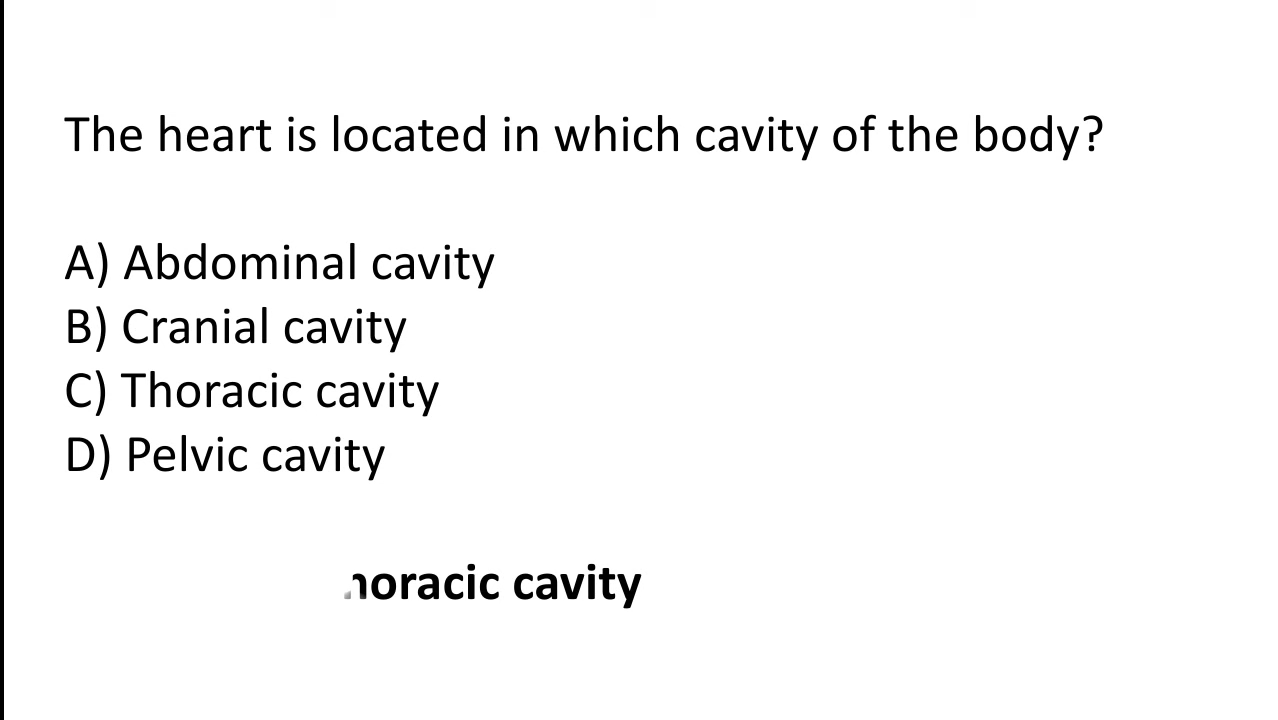 The heart is located in which cavity of the body?
A) Abdominal cavity
B) Cranial cavity
C) Thoracic cavity
D) Pelvic cavity
cavity